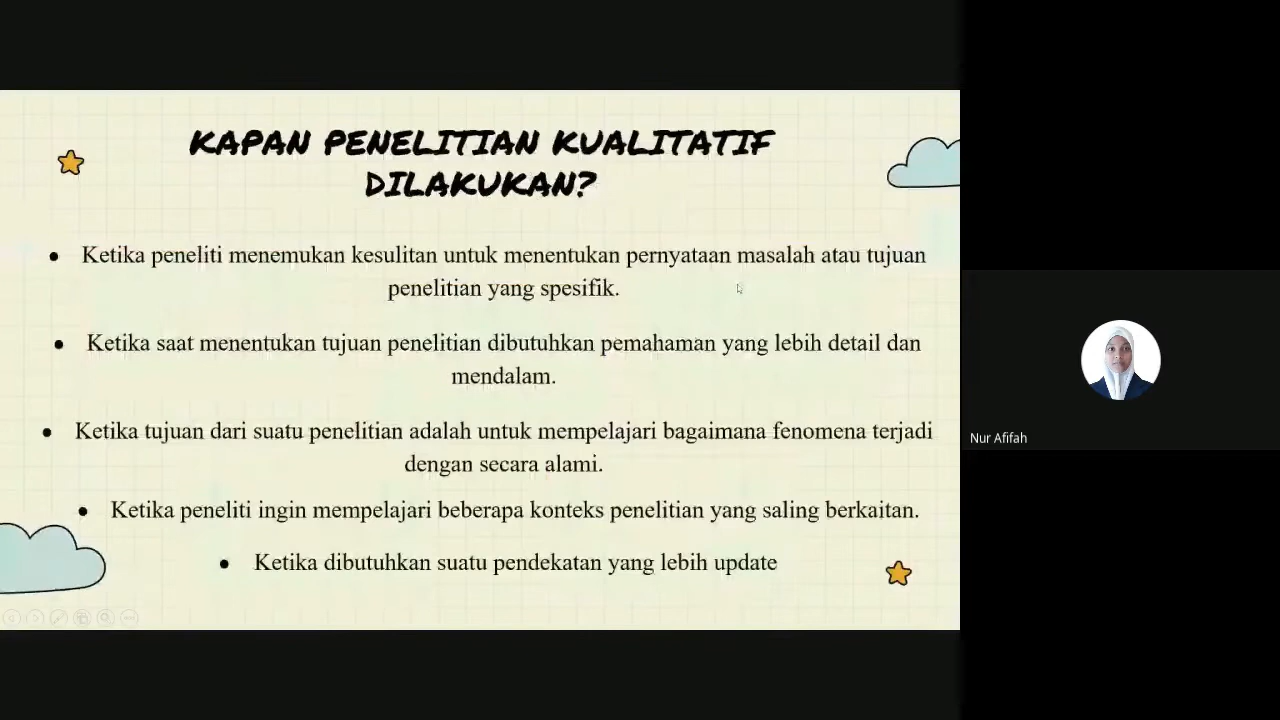 KAPAN PENELITIAN KUALITATIF
DILAKUKAN?
• Ketika peneliti menemukan kesulitan untuk menentukan pernyataan masalah atau tujuan
penelitian yang spesifik.
• Ketika saat menentukan tujuan penelitian dibutuhkan pemahaman yang lebih detail dan
mendalam.
• Ketika tujuan dari suatu penelitian adalah untuk mempelajari bagaimana fenomena terjadi
dengan secara alami.
• Ketika peneliti ingin mempelajari beberapa konteks penelitian yang saling berkaitan.
• Ketika dibutuhkan suatu pendekatan yang lebih update
Nur Afifah